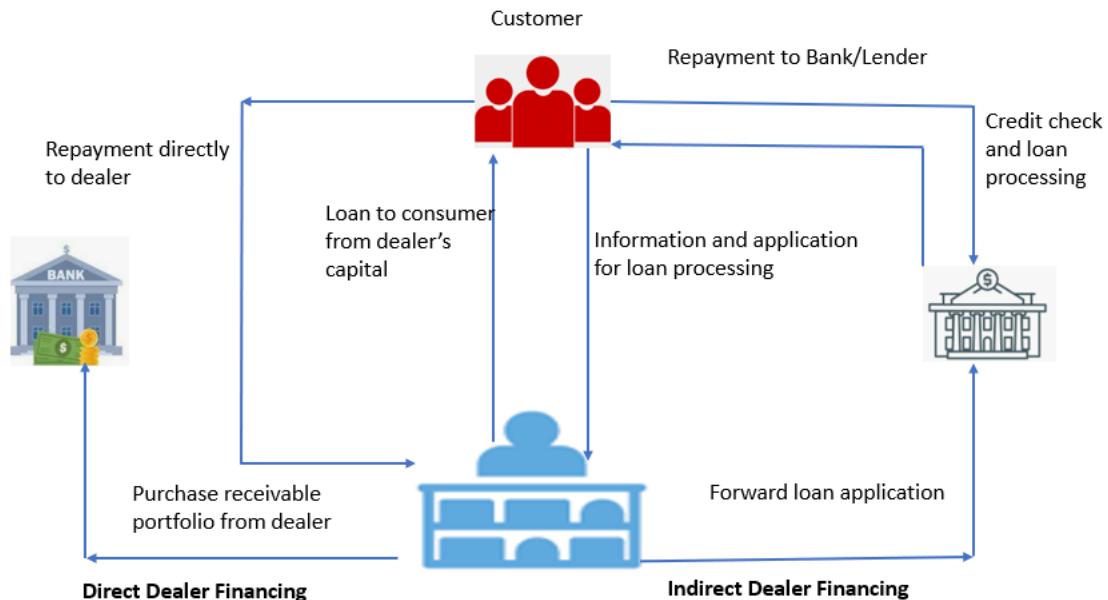 Customer
Repayment to Bank/Lender
Credit check
and loan
processing
Repayment directly
to dealer
Loan to consumer
from dealer’s
capital
Information and application
for loan processing
$
BANK
$
$
Purchase receivable
portfolio from dealer
Forward loan application
Direct Dealer Financing
Indirect Dealer Financing